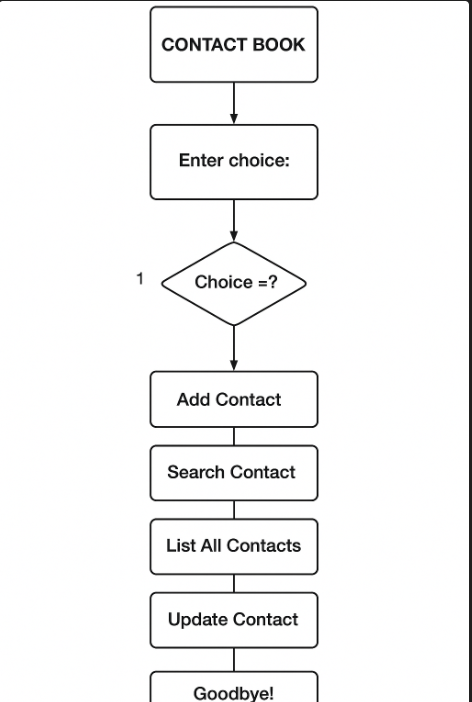 CONTACT BOOK
Enter choice:
1
Choice =?
Add Contact
Search Contact
List All Contacts
Update Contact
Goodbye!